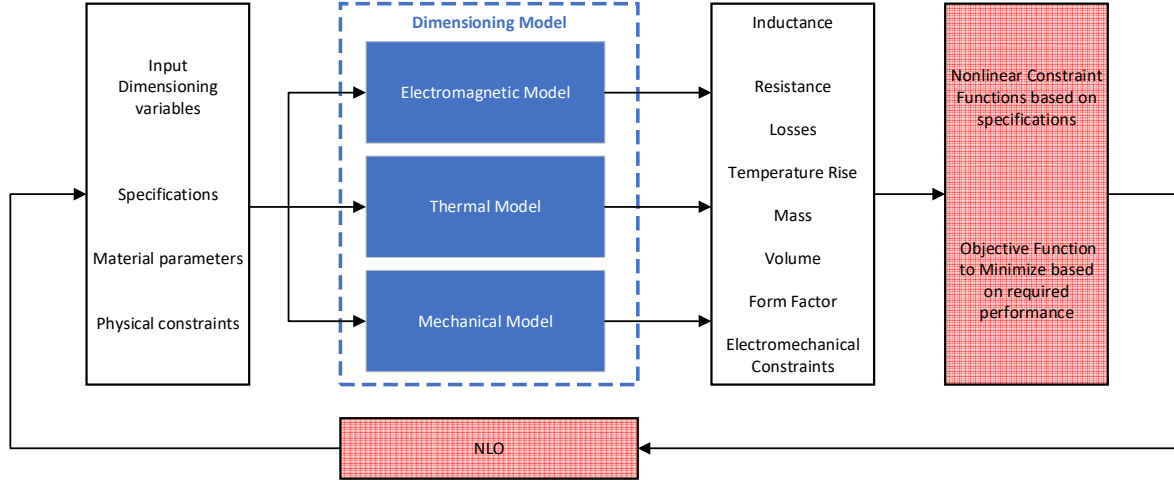 Input
Dimensioning
variables
Specifications
Material parameters
Physical constraints
Dimensioning Model
Electromagnetic Model
Thermal Model
Mechanical Model
Inductance
Resistance
Losses
Temperature Rise
Mass
Volume
Form Factor
Electromechanical
Constraints
Nonlinear Constraint
Functions based on
specifications
Objective Function
to Minimize based
on required
performance
NLO